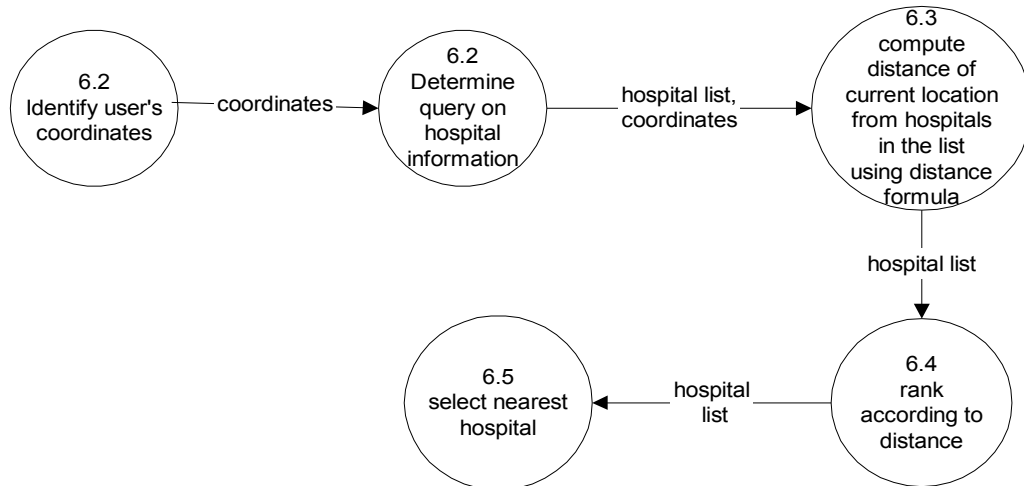 6.2
Identify user's
coordinates
coordinates
6.2
Determine
query on
hospital
information
hospital list,
coordinates
6.3
compute
distance of
current location
from hospitals
in the list
using distance
formula
hospital list
6.4
rank
according to
distance
hospital
list
6.5
select nearest
hospital